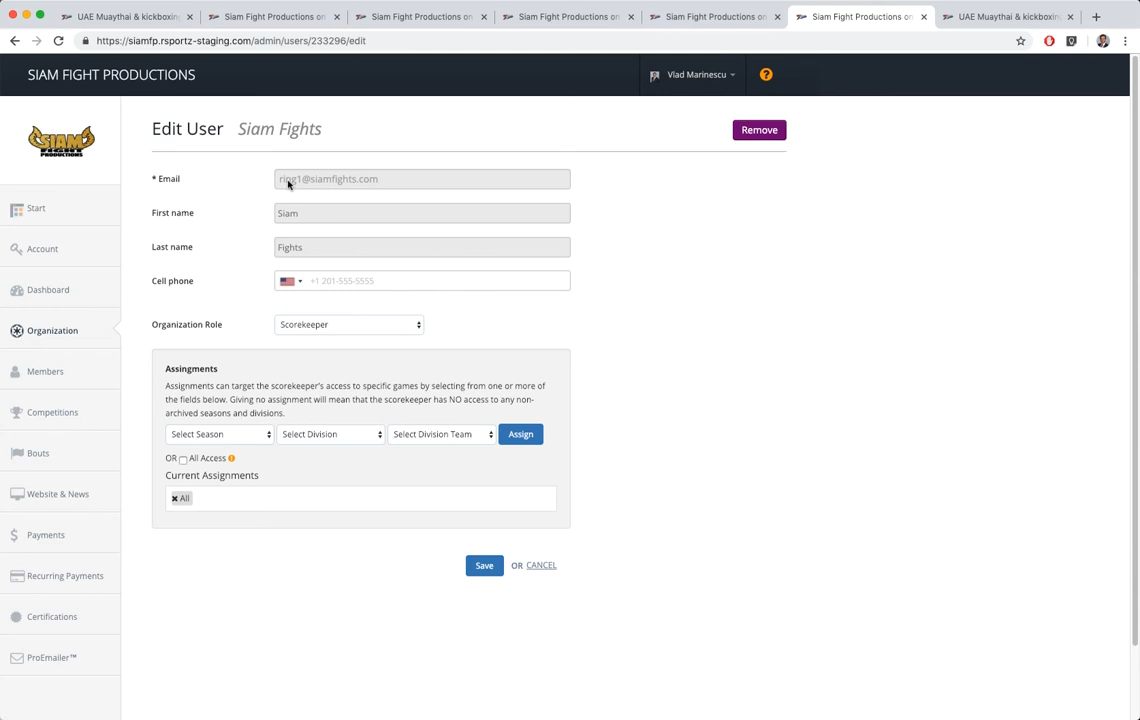 UAE Muaythai & kickboxing Siam Fight Productions on Siam Fight Productions on Siam Fight Productions on Siam Fight Productions on Siam Fight Productions on UAE Muaythai & kickboxing
https://siamfp.rsportz-staging.com/admin/users/233296/edit
SIAM FIGHT PRODUCTIONS
Vlad Marinescu
?
SIAM
FIGHT
PRODUCTIONS
Start
Account
Dashboard
Organization
Members
Competitions
Bouts
Website & News
Payments
Recurring Payments
Certifications
ProEmailer™
Edit User Siam Fights
Remove
* Email ring1@siamfights.com
First name Siam
Last name Fights
Cell phone +1 201-555-5555
Organization Role Scorekeeper
Assingments
Assignments can target the scorekeeper's access to specific games by selecting from one or more of
the fields below. Giving no assignment will mean that the scorekeeper has NO access to any non-
archived seasons and divisions.
Select Season Select Division Select Division Team Assign
OR All Access
Current Assignments
All
Save OR CANCEL